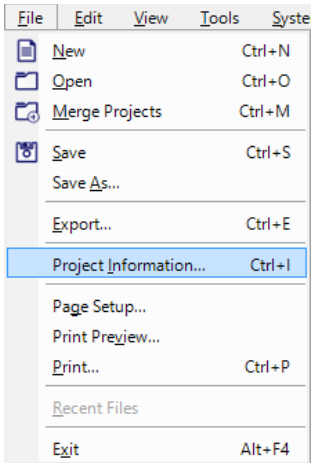 File Edit View Tools Syste
New Ctrl+N
Open Ctrl+O
Merge Projects Ctrl+M
Save Ctrl+S
Save As...
Export... Ctrl+E
Project Information... Ctrl+I
Page Setup...
Print Preview...
Print... Ctrl+P
Recent Files
Exit Alt+F4